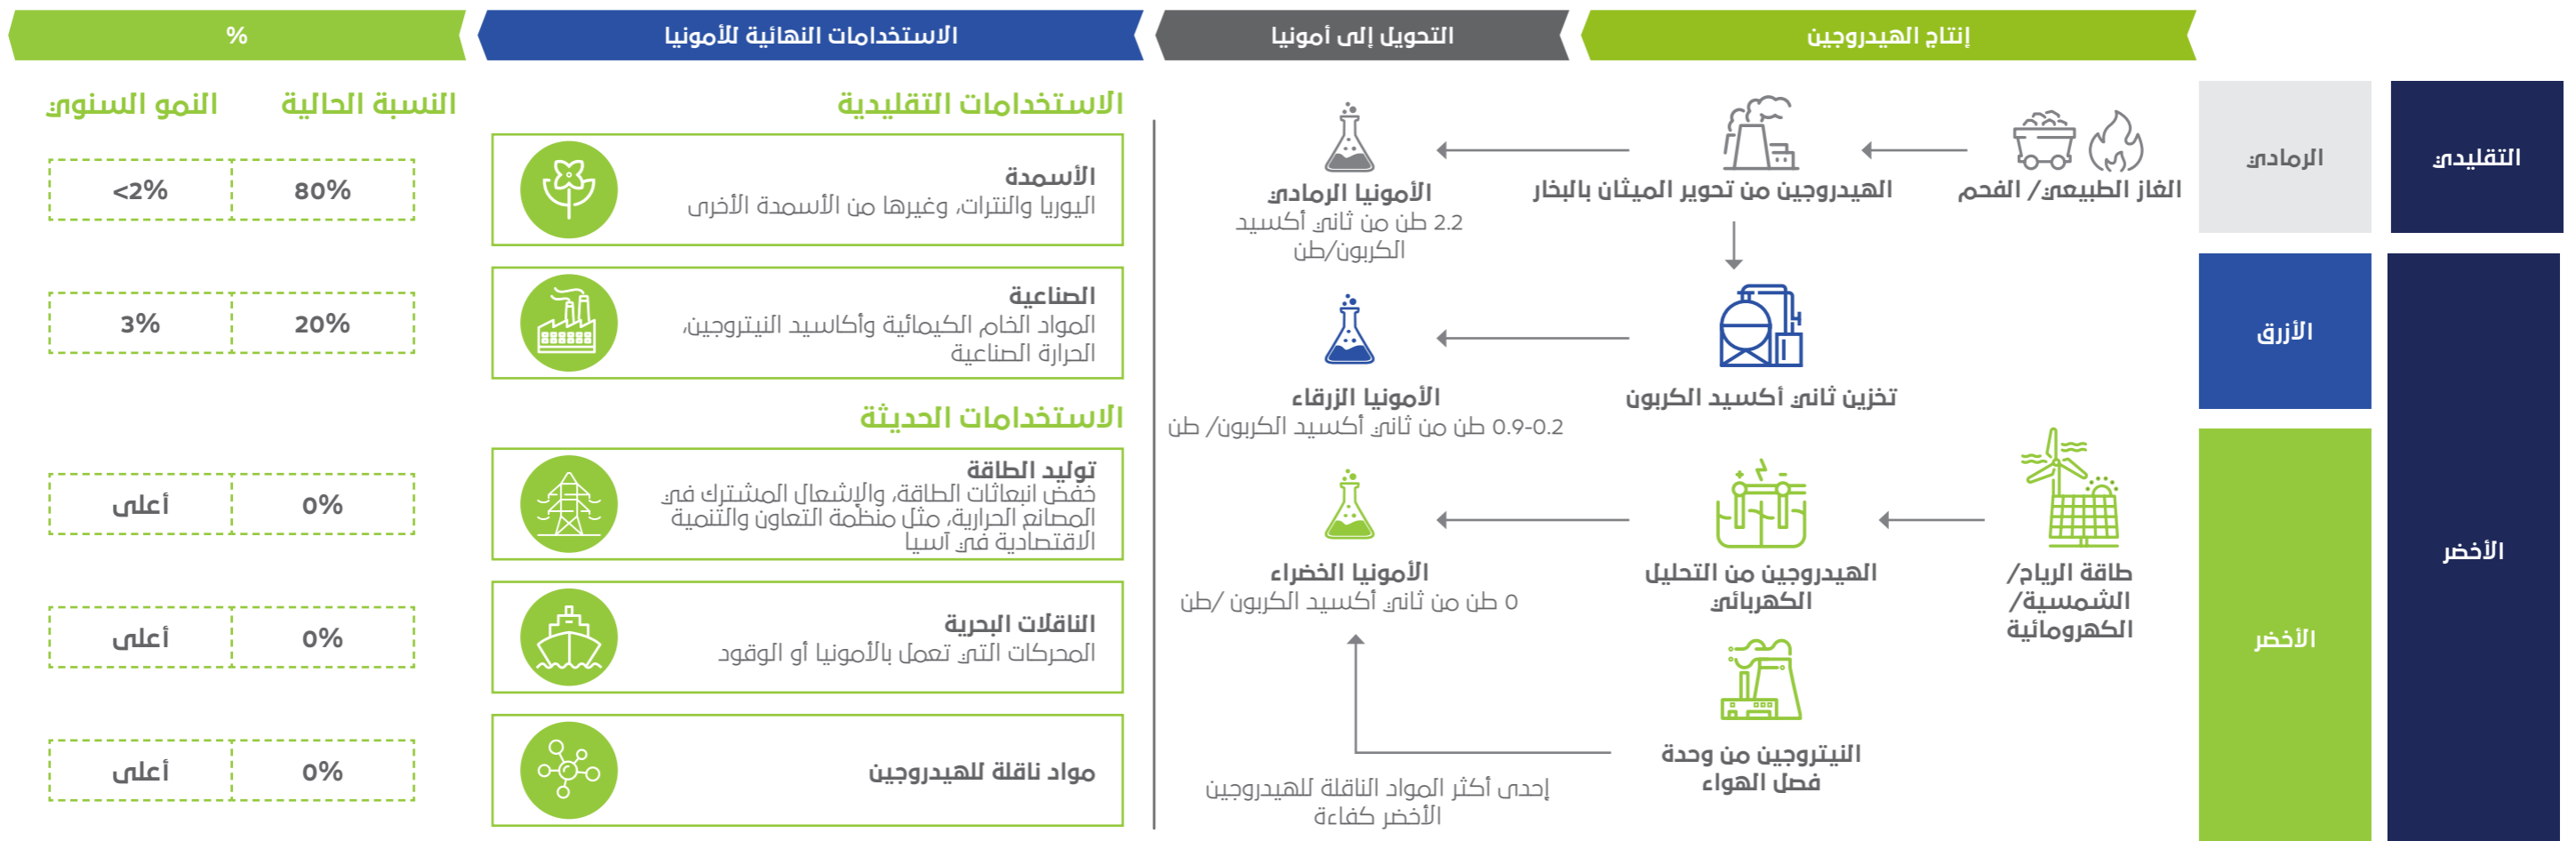 إنتاج الهيدروجين
التحويل إلى أمونيا
الاستخدامات النهائية للأمونيا
%
التقليدي
الرمادي
الغاز الطبيعي/ الفحم
الهيدروجين من تحوير الميثان بالبخار
الأمونيا الرمادي
2.2 طن من ثاني أكسيد
الكربون/طن
الأخضر
الأزرق
تخزين ثاني أكسيد الكربون
الأمونيا الزرقاء
0.9-0.2 طن من ثاني أكسيد الكربون/ طن
الأخضر
طاقة الرياح/
الشمسية/
الكهرومائية
الهيدروجين من التحليل
الكهربائي
الأمونيا الخضراء
0 طن من ثاني أكسيد الكربون /طن
النيتروجين من وحدة
فصل الهواء
إحدى أكثر المواد الناقلة للهيدروجين
الأخضر كفاءة
الاستخدامات التقليدية
النسبة الحالية
النمو السنوي
الأسمدة
اليوريا والنترات، وغيرها من الأسمدة الأخرى
80%
<2%
الصناعية
المواد الخام الكيمائية وأكاسيد النيتروجين،
الحرارة الصناعية
20%
3%
الاستخدامات الحديثة
توليد الطاقة
خفض انبعاثات الطاقة، والإشعال المشترك في
المصانع الحرارية، مثل منظمة التعاون والتنمية
الاقتصادية في آسيا
0%
أعلى
الناقلات البحرية
المحركات التي تعمل بالأمونيا أو الوقود
0%
أعلى
مواد ناقلة للهيدروجين
0%
أعلى